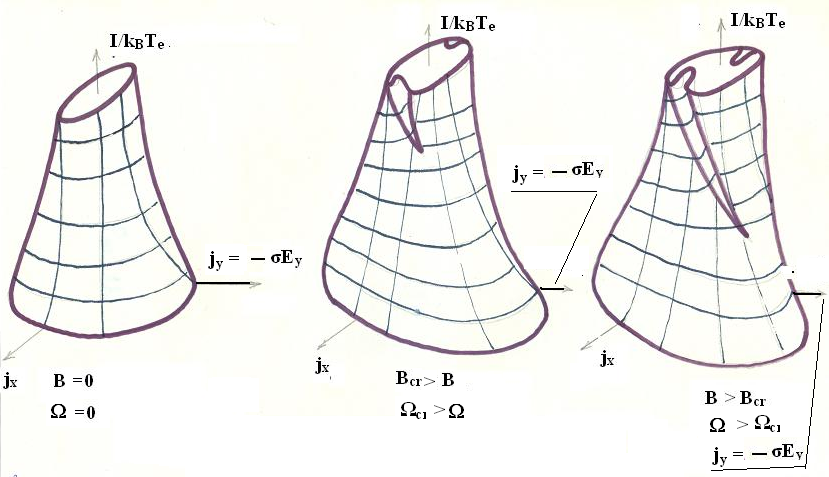 I/kBTe.
jy = − σEy
jx
B =0
Ω =0
I/kBTe
jy = − σEy
jx
Bcr> B
Ωcr >Ω
I/kBTe
jx
B > Bcr
Ω > Ωcr
jy = − σEy